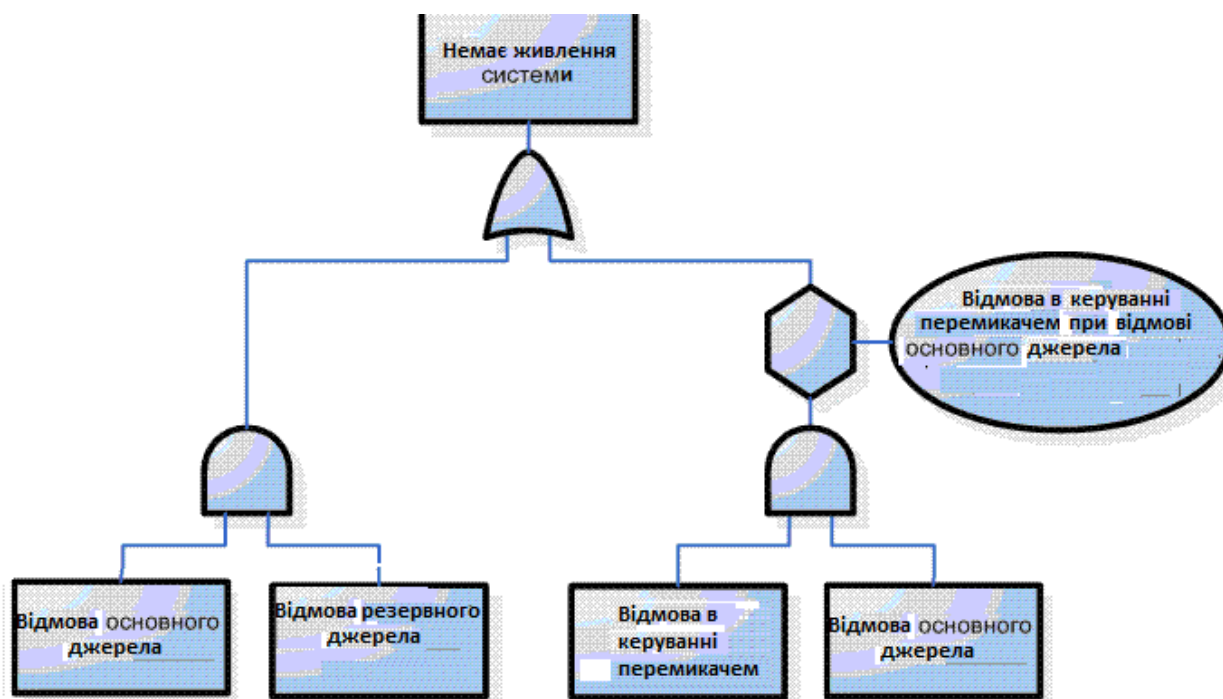 Немає живлення
системи
Відмова в керуванні
перемикачем при відмові
основного джерела
Відмова основного
джерела
Відмова резервного
джерела
Відмова в
керуванні
перемикачем
Відмова основного
джерела